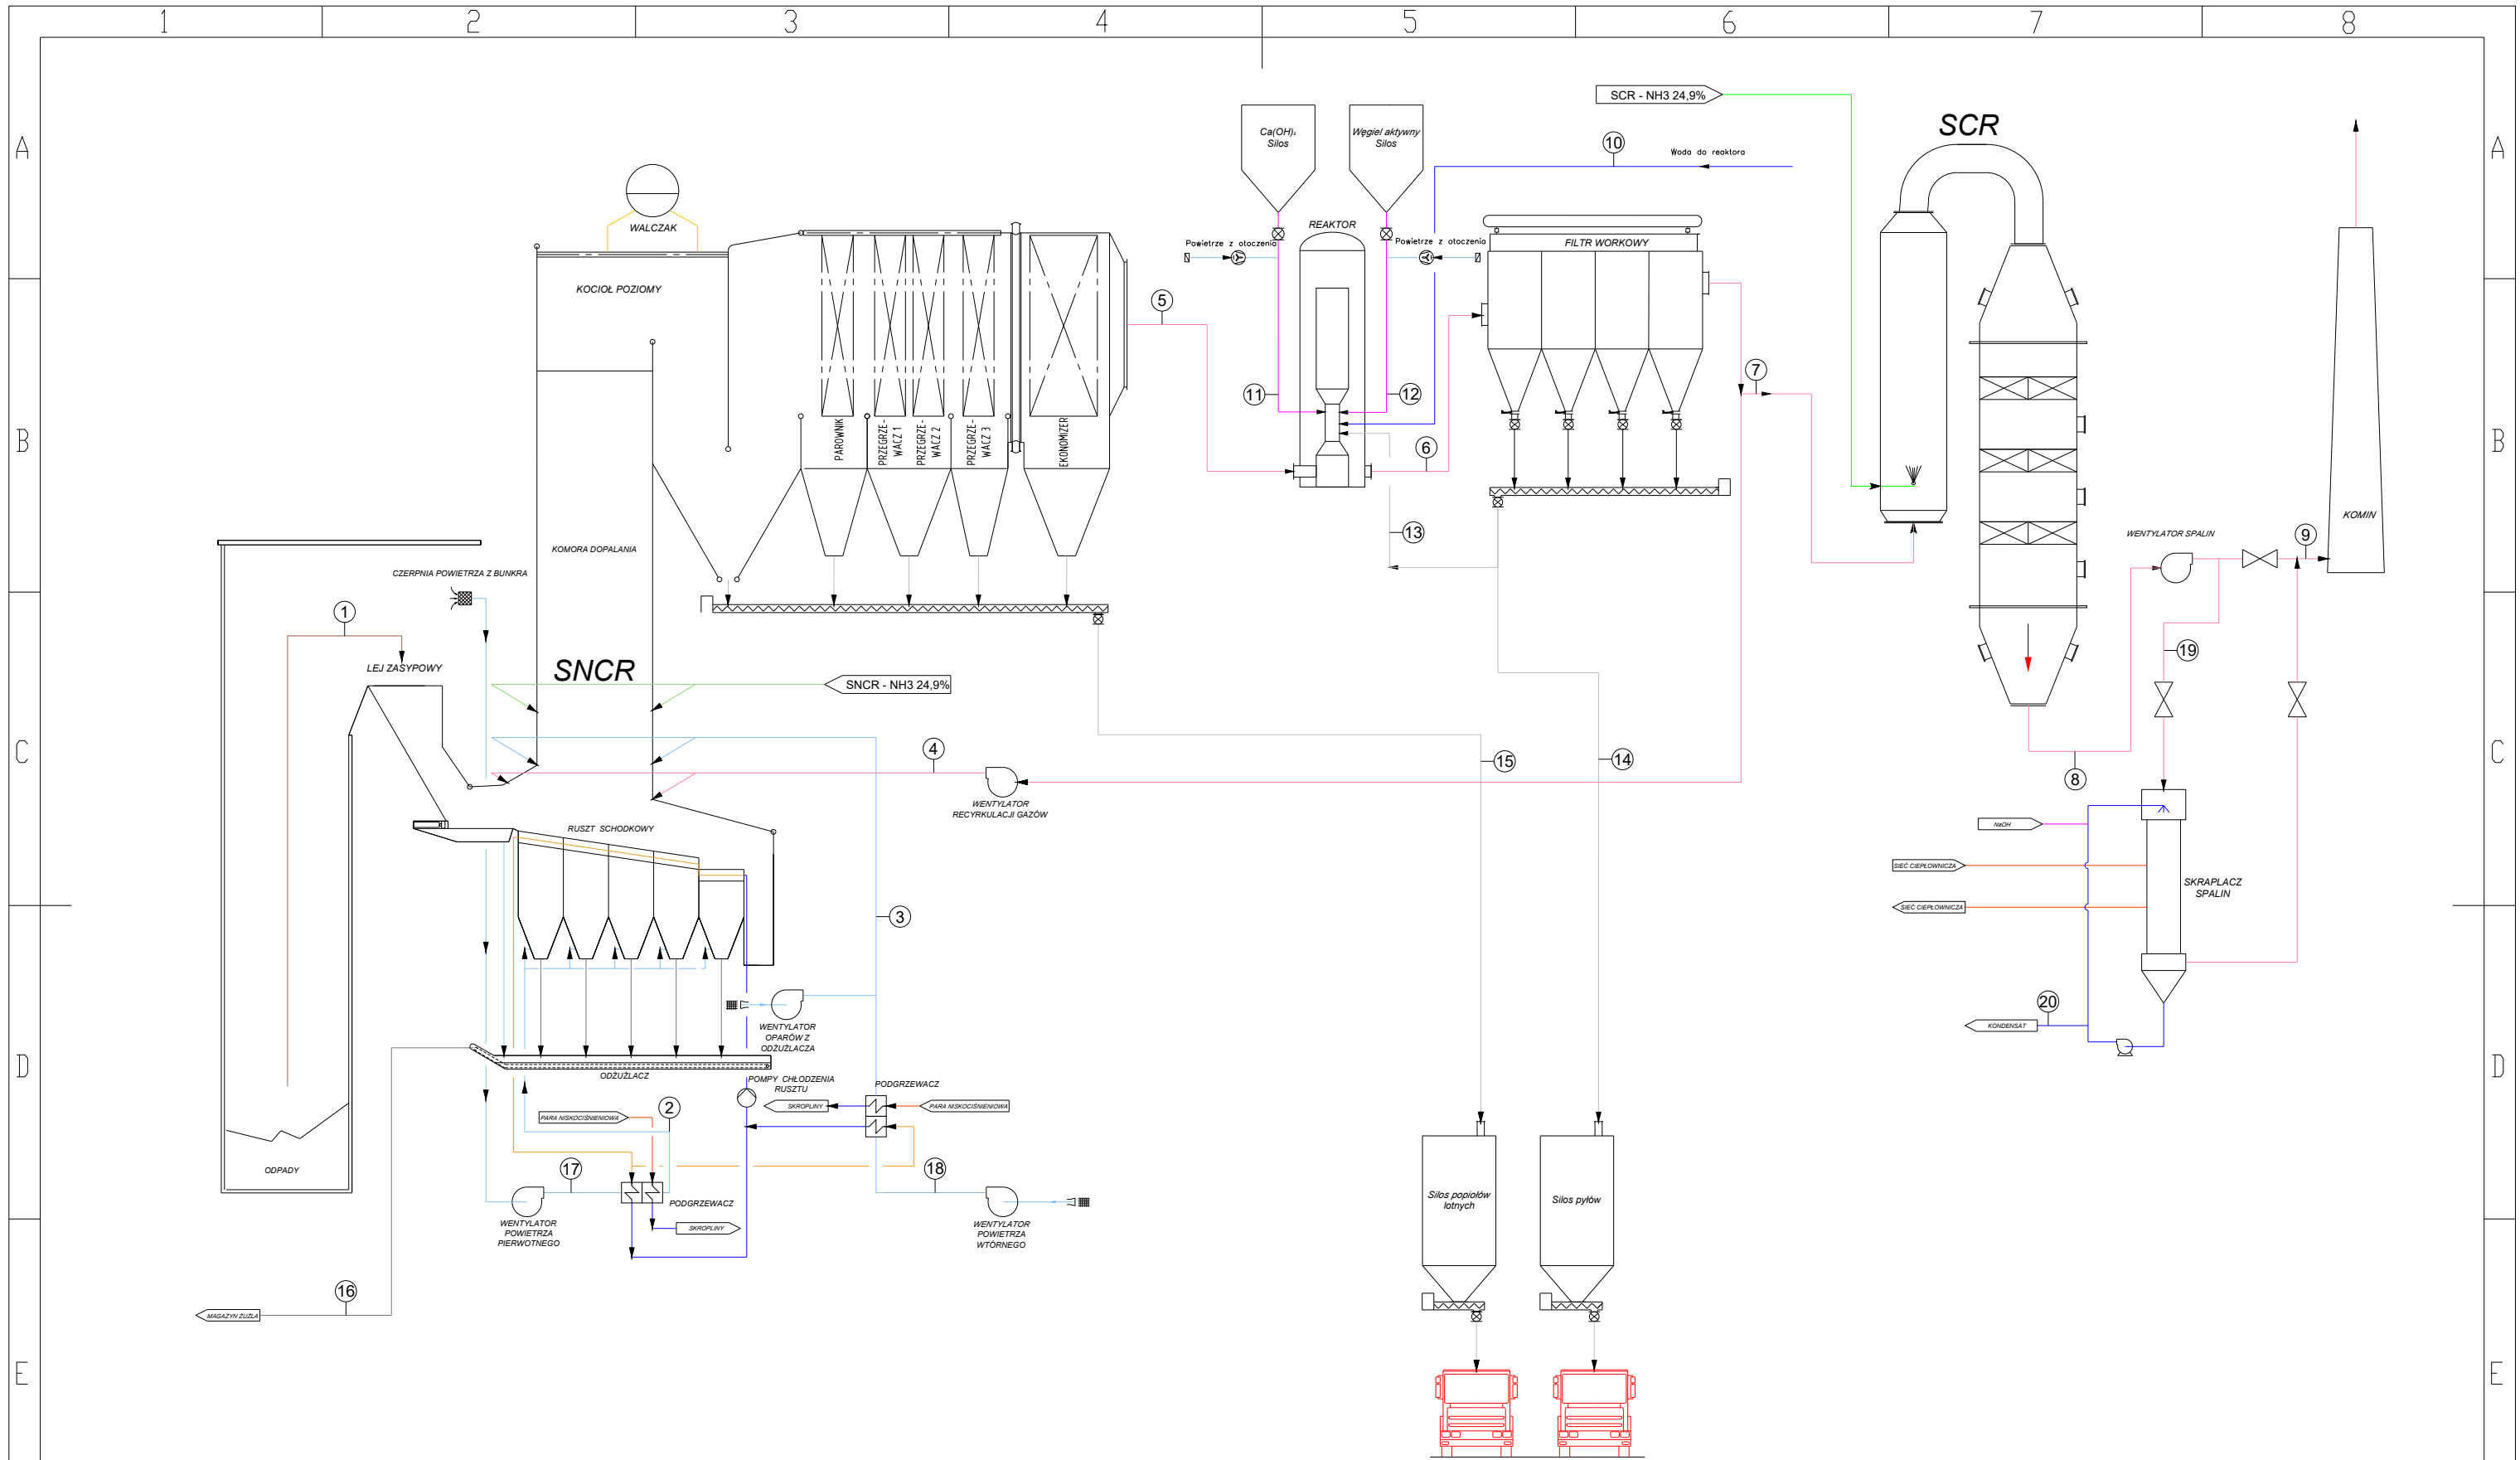 1 2 3 4 5 6 7 8
A
A
B
B
C
C
D
D
E
E
SCR - NH3 24,9%
SCR
Ca(OH)₂
Silos
Węgiel aktywny
Silos
10
Woda do reaktora
WALCZAK
REAKTOR
Powietrze z otoczenia
Powietrze z otoczenia
FILTR WORKOWY
KOCIOŁ POZIOMY
5
7
11
12
6
PAROWNIK
PRZEGRZE-
WACZ 1
PRZEGRZE-
WACZ 2
PRZEGRZE-
WACZ 3
EKONOMIZER
KOMIN
13
WENTYLATOR SPALIN
9
KOMORA DOPALANIA
CZERPNIA POWIETRZA Z BUNKRA
1
LEJ ZASYPOWY
SNCR
SNCR - NH3 24,9%
19
4
15
14
8
WENTYLATOR
RECYRKULACJI GAZÓW
RUSZT SCHODKOWY
NaOH
SIEĆ CIEPŁOWNICZA
SKRAPLACZ
SPALIN
SIEĆ CIEPŁOWNICZA
3
20
KONDENSAT
WENTYLATOR
OPARÓW Z
ODŻUŻLACZA
ODŻUŻLACZ
POMPY CHŁODZENIA
RUSZTU
PODGRZEWACZ
SKROPLINY
PARA NISKOCIŚNIENIOWA
PARA NISKOCIŚNIENIOWA
2
ODPADY
17
18
PODGRZEWACZ
SKROPLINY
WENTYLATOR
POWIETRZA
PIERWOTNEGO
WENTYLATOR
POWIETRZA
WTÓRNEGO
Silos popiołów
lotnych
Silos pyłów
16
MAGAZYN ŻUŻLA